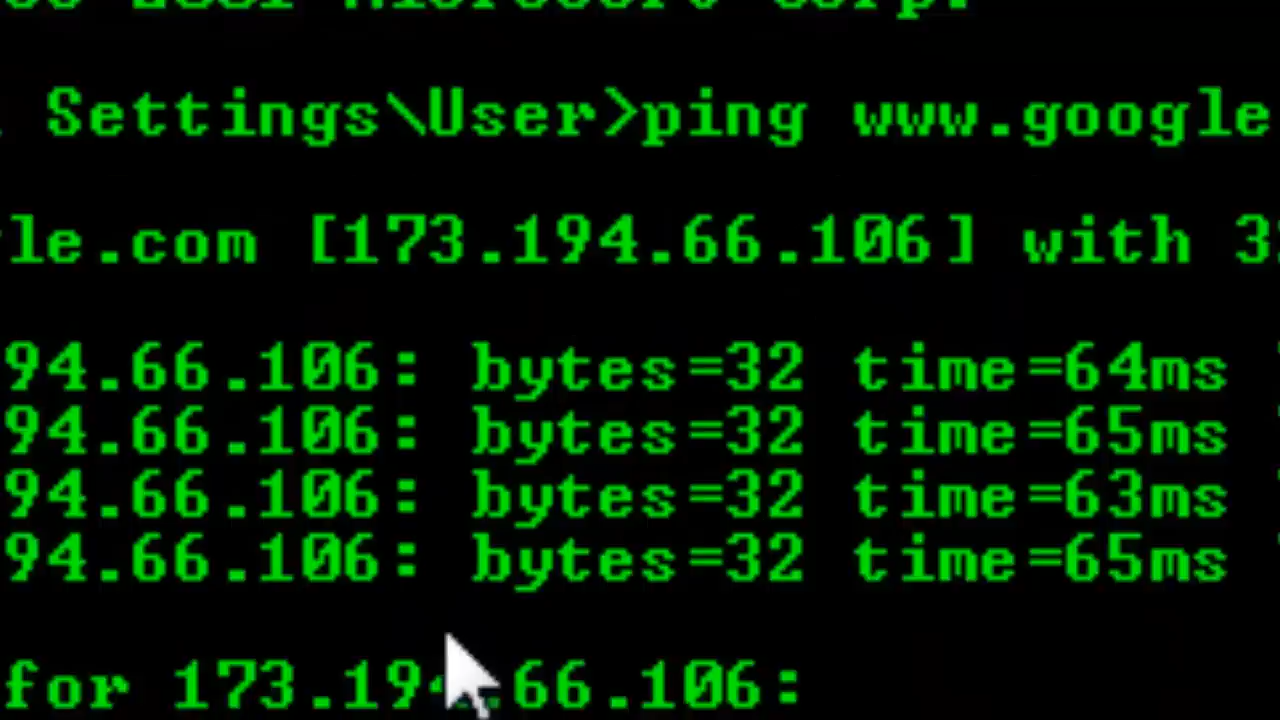 Settings\User>ping www.google
le.com [173.194.66.106] with 32
94.66.106: bytes=32 time=64ms
94.66.106: bytes=32 time=65ms
94.66.106: bytes=32 time=63ms
94.66.106: bytes=32 time=65ms
for 173.194.66.106: